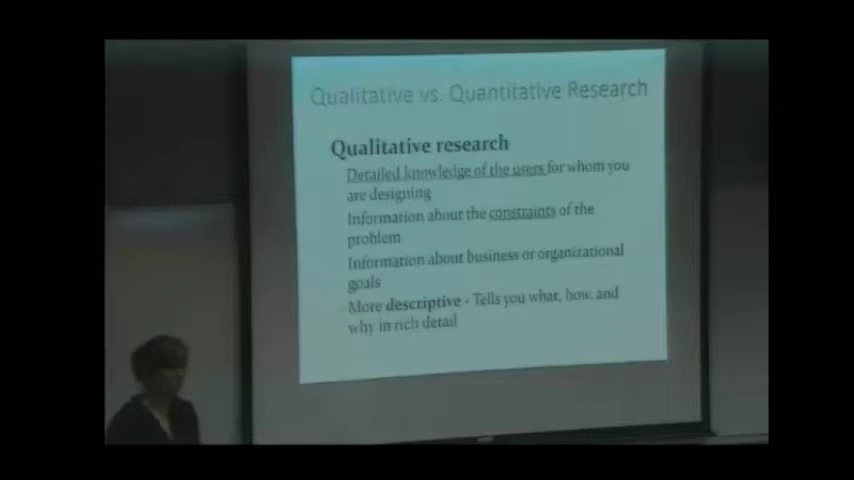 Qualitative vs. Quantitative Research
Qualitative research
Detailed knowledge of the users for whom you
are designing
Information about the constraints of the
problem
Information about business or organizational
goals
More descriptive - Tells you what, how, and
why in rich detail